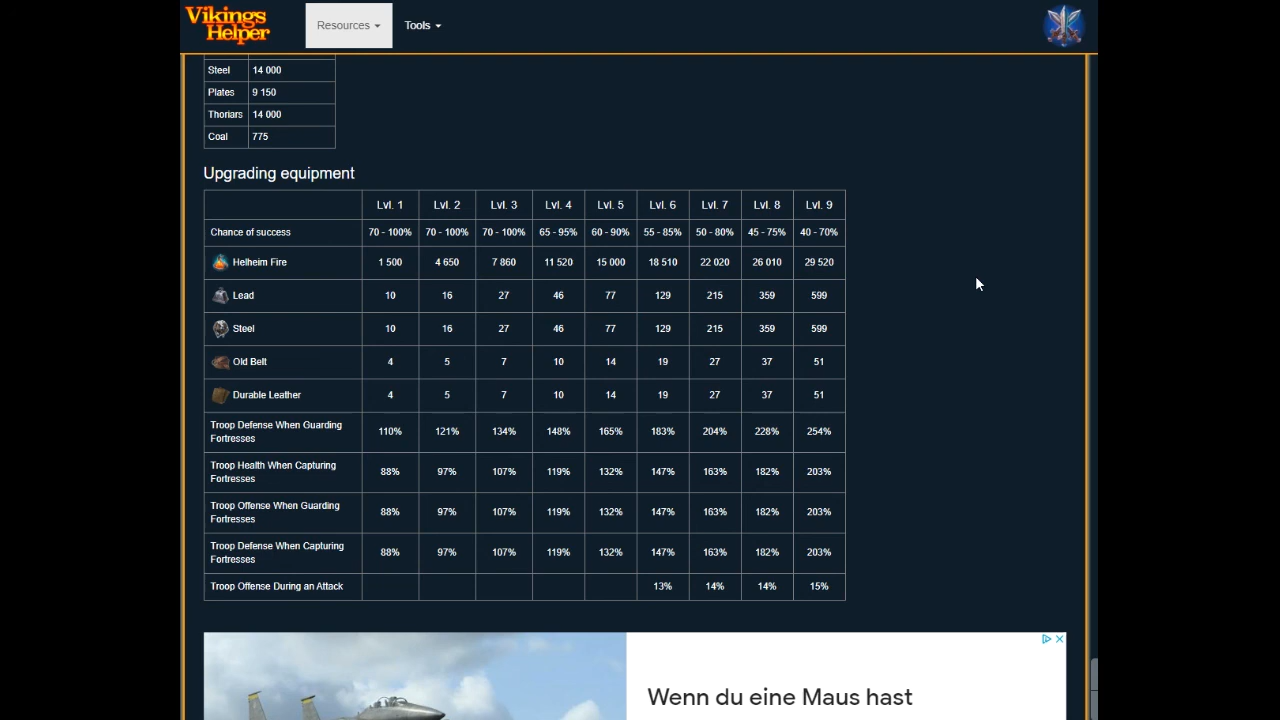 Vikings Helper
Resources
Tools
Steel 14 000
Plates 9 150
Thoriars 14 000
Coal 775
Upgrading equipment
Lvl. 1 Lvl. 2 Lvl. 3 Lvl. 4 Lvl. 5 Lvl. 6 Lvl. 7 Lvl. 8 Lvl. 9
Chance of success 70 - 100% 70 - 100% 70 - 100% 65 - 95% 60 - 90% 55 - 85% 50 - 80% 45 - 75% 40 - 70%
Helheim Fire 1 500 4 650 7 860 11 520 15 000 18 510 22 020 26 010 29 520
Lead 10 16 27 46 77 129 215 359 599
Steel 10 16 27 46 77 129 215 359 599
Old Belt 4 5 7 10 14 19 27 37 51
Durable Leather 4 5 7 10 14 19 27 37 51
Troop Defense When Guarding
Fortresses 110% 121% 134% 148% 165% 183% 204% 228% 254%
Troop Health When Capturing
Fortresses 88% 97% 107% 119% 132% 147% 163% 182% 203%
Troop Offense When Guarding
Fortresses 88% 97% 107% 119% 132% 147% 163% 182% 203%
Troop Defense When Capturing
Fortresses 88% 97% 107% 119% 132% 147% 163% 182% 203%
Troop Offense During an Attack 13% 14% 14% 15%
Wenn du eine Maus hast